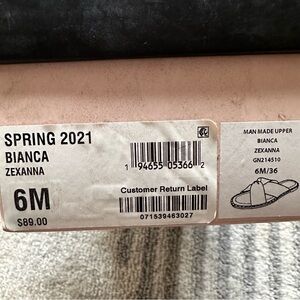 SPRING 2021
BIANCA
ZEXANNA
6M
$89.00
1 94655 05366 2
Customer Return Label
071539463027
MAN MADE UPPER
BIANCA
ZEXANNA
GN214510
6M/36